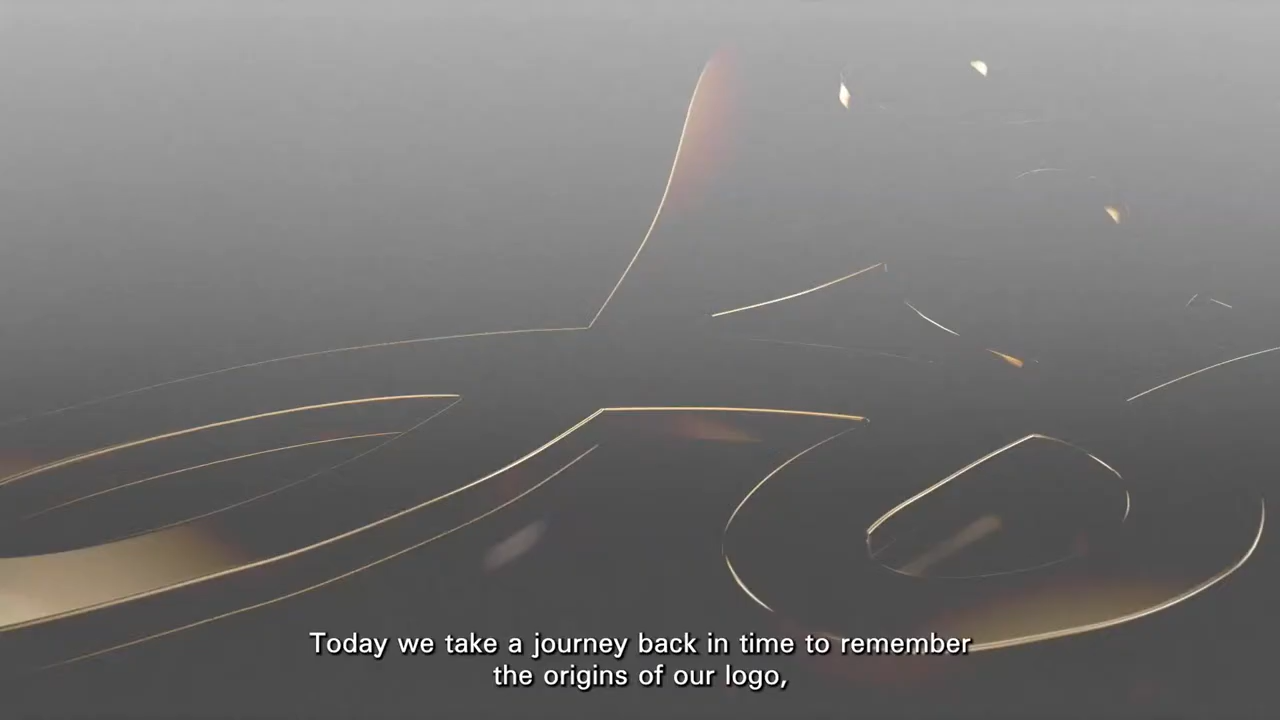 Today we take a journey back in time to remember
the origins of our logo,